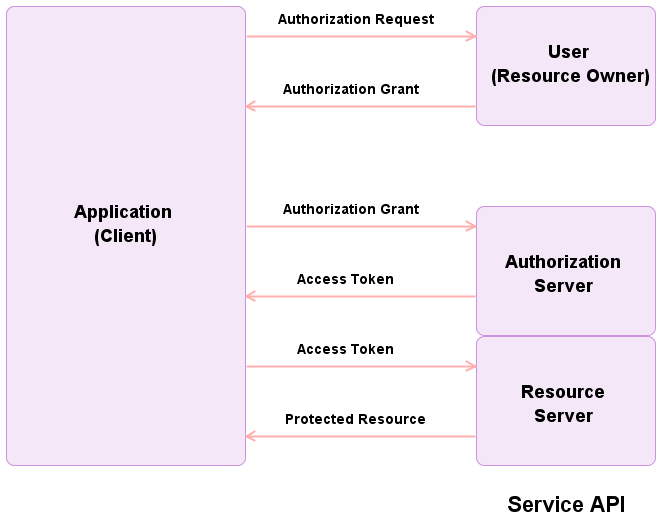 Authorization Request
User
(Resource Owner)
Authorization Grant
Application
(Client)
Authorization Grant
Authorization
Server
Access Token
Access Token
Resource
Server
Protected Resource
Service API